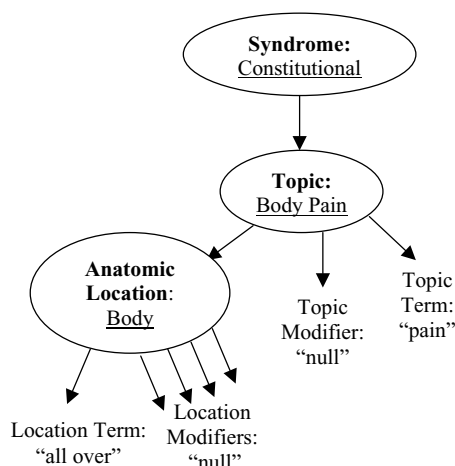 Syndrome:
Constitutional
Topic:
Body Pain
Anatomic
Location:
Body
Topic
Modifier:
“null”
Topic
Term:
“pain”
Location Term:
“all over”
Location
Modifiers:
“null”